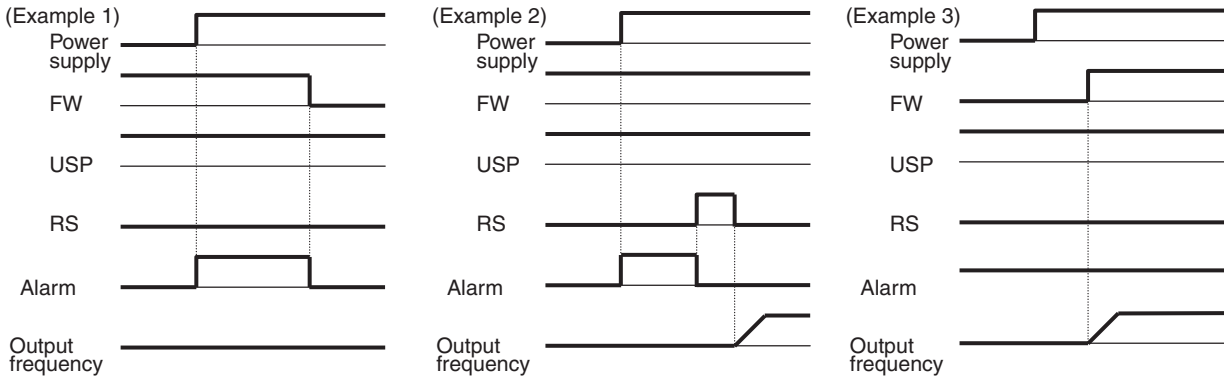 (Example 1)
Power
supply
FW
USP
RS
Alarm
Output
frequency
(Example 2)
Power
supply
FW
USP
RS
Alarm
Output
frequency
(Example 3)
Power
supply
FW
USP
RS
Alarm
Output
frequency